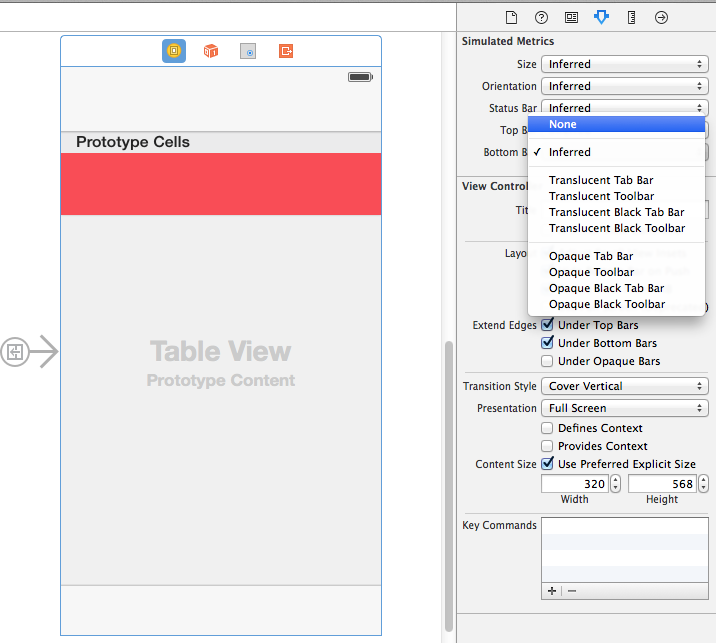 Simulated Metrics
Size Inferred
Orientation Inferred
Status Bar Inferred
Top B
None
Bottom B
✓ Inferred
Translucent Tab Bar
Translucent Toolbar
Translucent Black Tab Bar
Translucent Black Toolbar
Opaque Tab Bar
Opaque Toolbar
Opaque Black Tab Bar
Opaque Black Toolbar
View Control
Tit
Layo
Extend Edges Under Top Bars
Under Bottom Bars
Under Opaque Bars
Transition Style Cover Vertical
Presentation Full Screen
Defines Context
Provides Context
Content Size Use Preferred Explicit Size
320 568
Width Height
Key Commands
+ −
Prototype Cells
Table View
Prototype Content